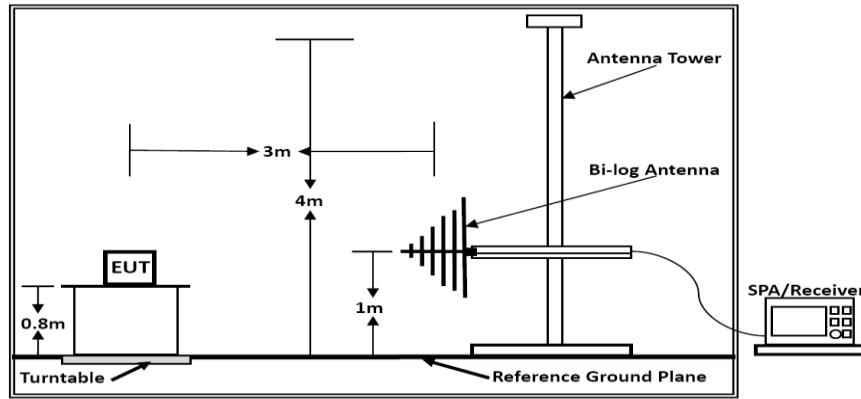 Antenna Tower
3m
Bi-log Antenna
4m
EUT
SPA/Receiver
0.8m
1m
Turntable
Reference Ground Plane